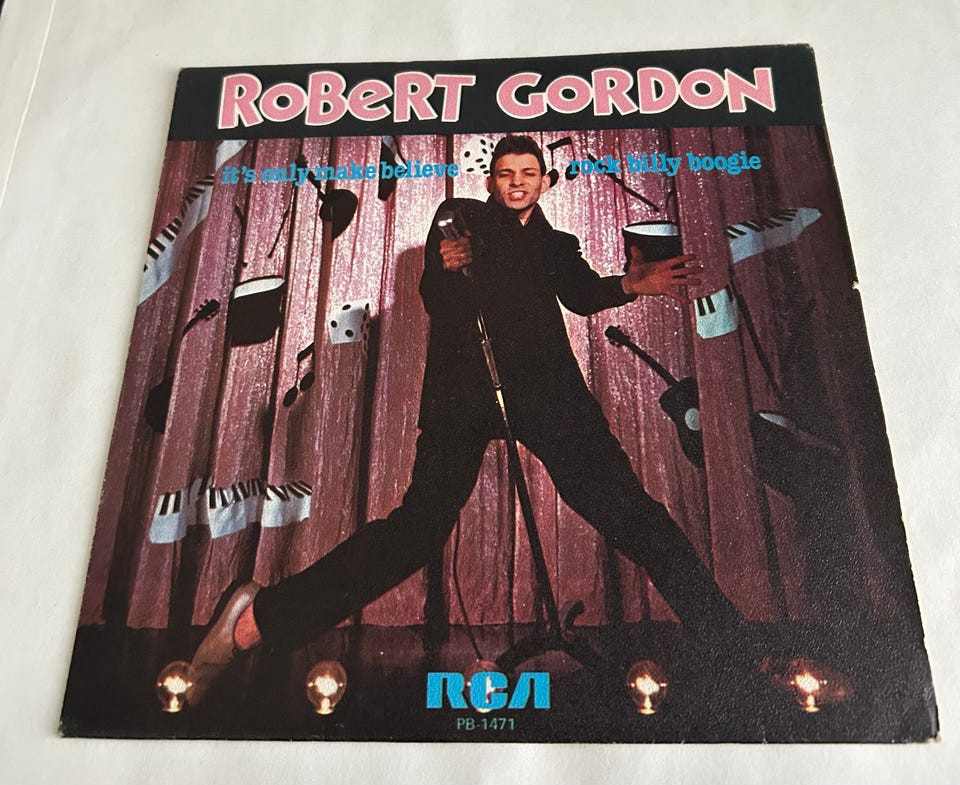 ROBeRT GORDON
it's only make believe
rock billy boogie
RCA
PB-1471